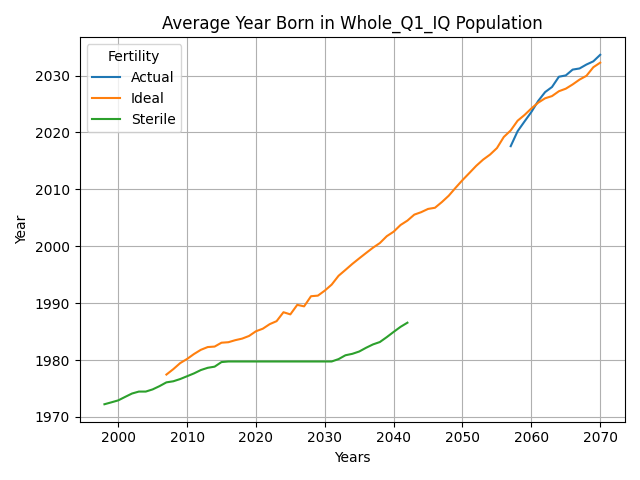 Average Year Born in Whole_Q1_IQ Population
Fertility
Actual
Ideal
Sterile
Year
2030
2020
2010
2000
1990
1980
1970
2000 2010 2020 2030 2040 2050 2060 2070
Years